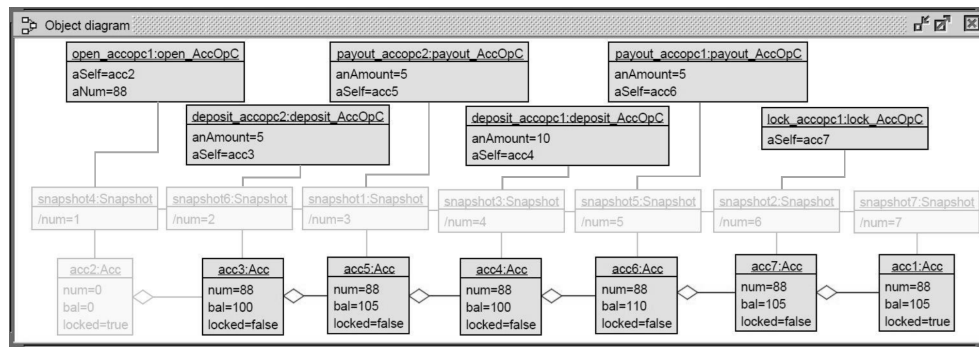 Object diagram
open_accopc1:open_AccOpC
aSelf=acc2
aNum=88
payout_accopc2:payout_AccOpC
anAmount=5
aSelf=acc5
payout_accopc1:payout_AccOpC
anAmount=5
aSelf=acc6
deposit_accopc2:deposit_AccOpC
anAmount=5
aSelf=acc3
deposit_accopc1:deposit_AccOpC
anAmount=10
aSelf=acc4
lock_accopc1:lock_AccOpC
aSelf=acc7
snapshot4:Snapshot
/num=1
snapshot6:Snapshot
/num=2
snapshot1:Snapshot
/num=3
snapshot3:Snapshot
/num=4
snapshot5:Snapshot
/num=5
snapshot2:Snapshot
/num=6
snapshot7:Snapshot
/num=7
acc2:Acc
num=0
bal=0
locked=true
acc3:Acc
num=88
bal=100
locked=false
acc5:Acc
num=88
bal=105
locked=false
acc4:Acc
num=88
bal=100
locked=false
acc6:Acc
num=88
bal=110
locked=false
acc7:Acc
num=88
bal=105
locked=false
acc1:Acc
num=88
bal=105
locked=true